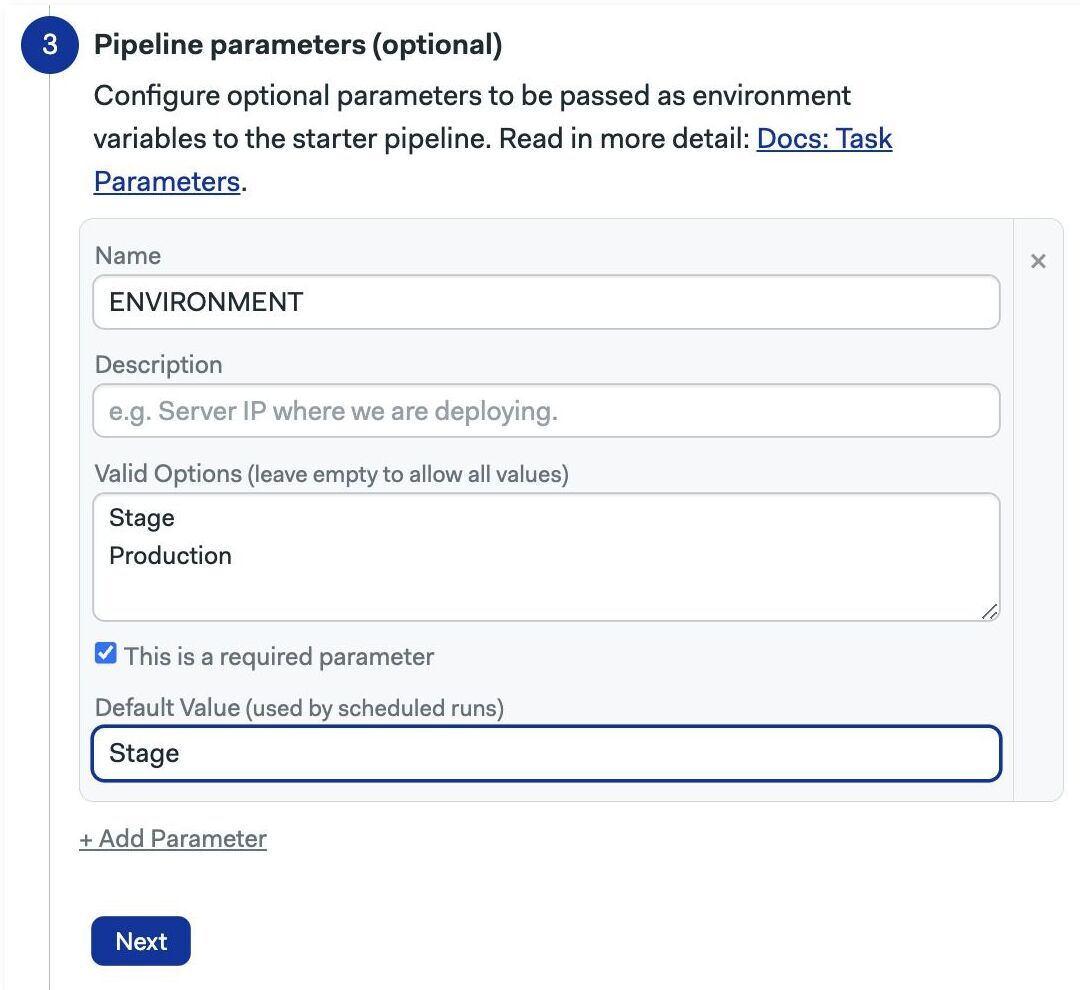 3
Pipeline parameters (optional)
Configure optional parameters to be passed as environment
variables to the starter pipeline. Read in more detail: Docs: Task
Parameters.
Name
×
ENVIRONMENT
Description
e.g. Server IP where we are deploying.
Valid Options (leave empty to allow all values)
Stage
Production
This is a required parameter
Default Value (used by scheduled runs)
Stage
+ Add Parameter
Next